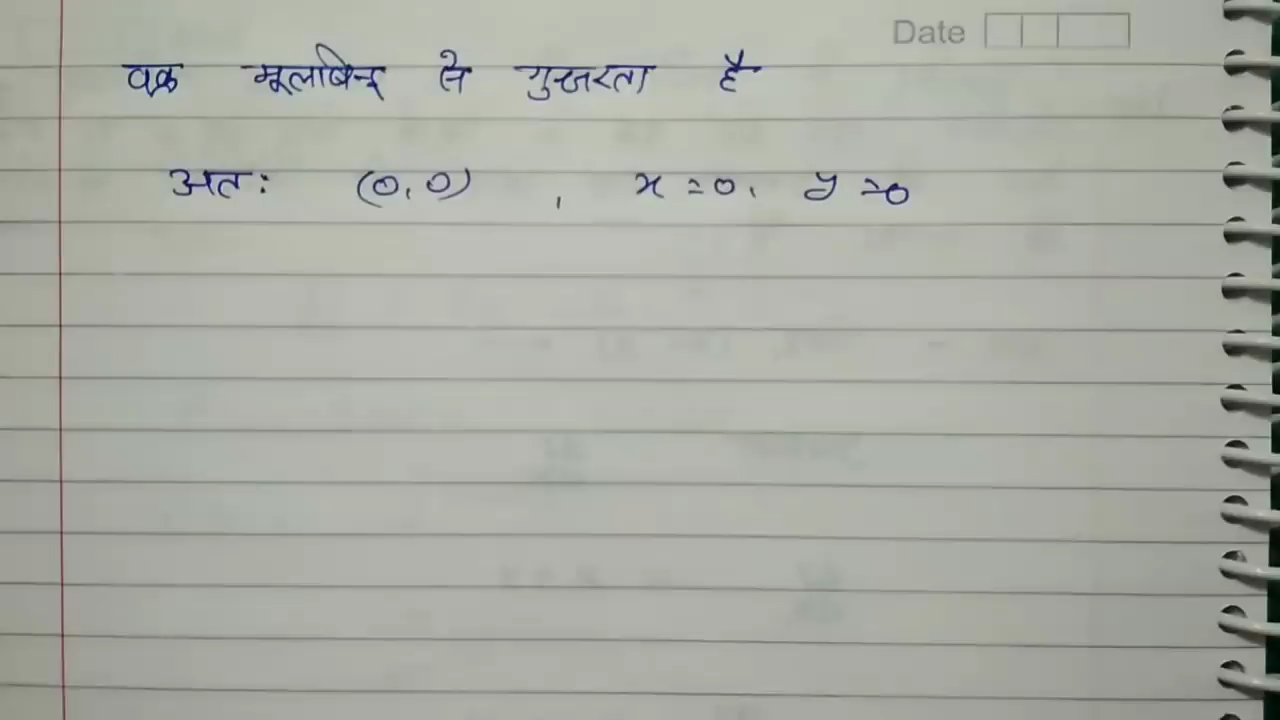 Date
वक्र मूलबिन्दु से गुजरता है
अतः (0,0) , x = 0, y = 0